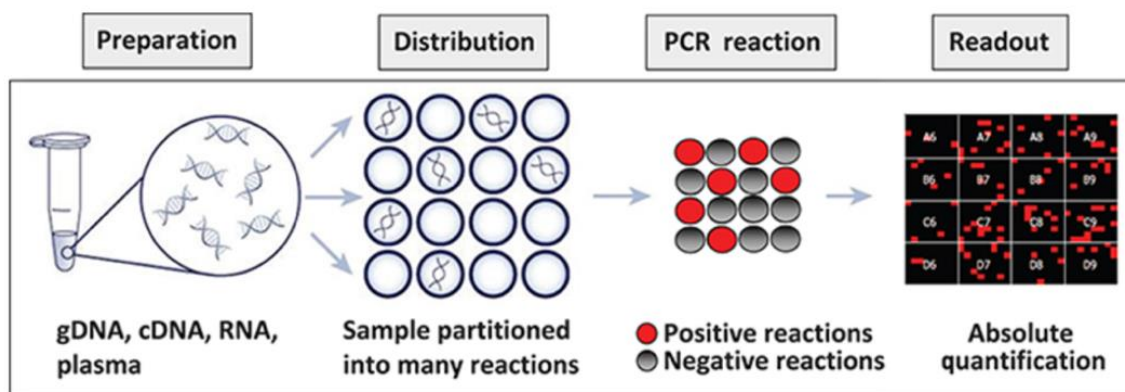 Preparation
Distribution
PCR reaction
Readout
A6 A7 A8 A9
B6 B7 B8 B9
C6 C7 C8 C9
D6 D7 D8 D9
gDNA, cDNA, RNA,
plasma
Sample partitioned
into many reactions
Positive reactions
Negative reactions
Absolute
quantification